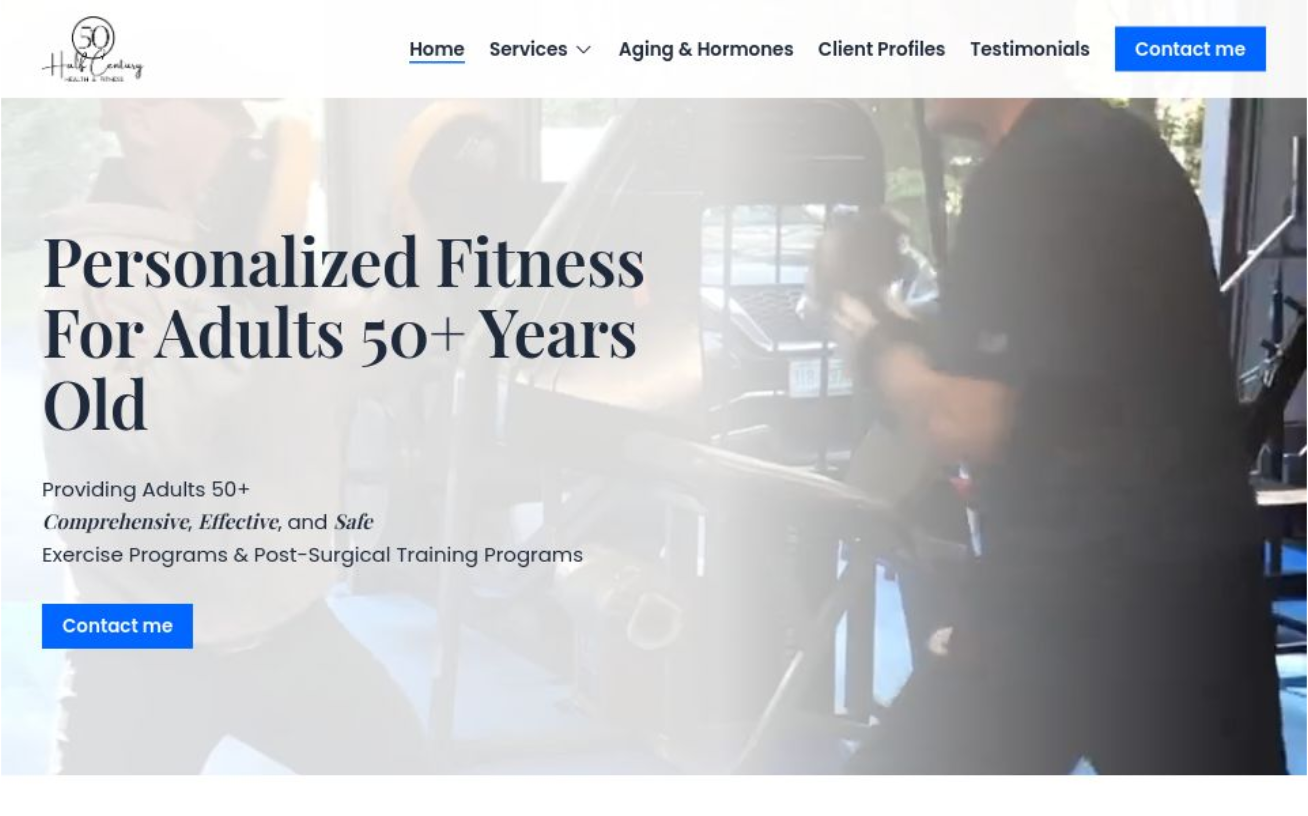 50
Half Century
HEALTH & FITNESS
Home Services Aging & Hormones Client Profiles Testimonials Contact me
Personalized Fitness
For Adults 50+ Years
Old
Providing Adults 50+
Comprehensive, Effective, and Safe
Exercise Programs & Post-Surgical Training Programs
Contact me